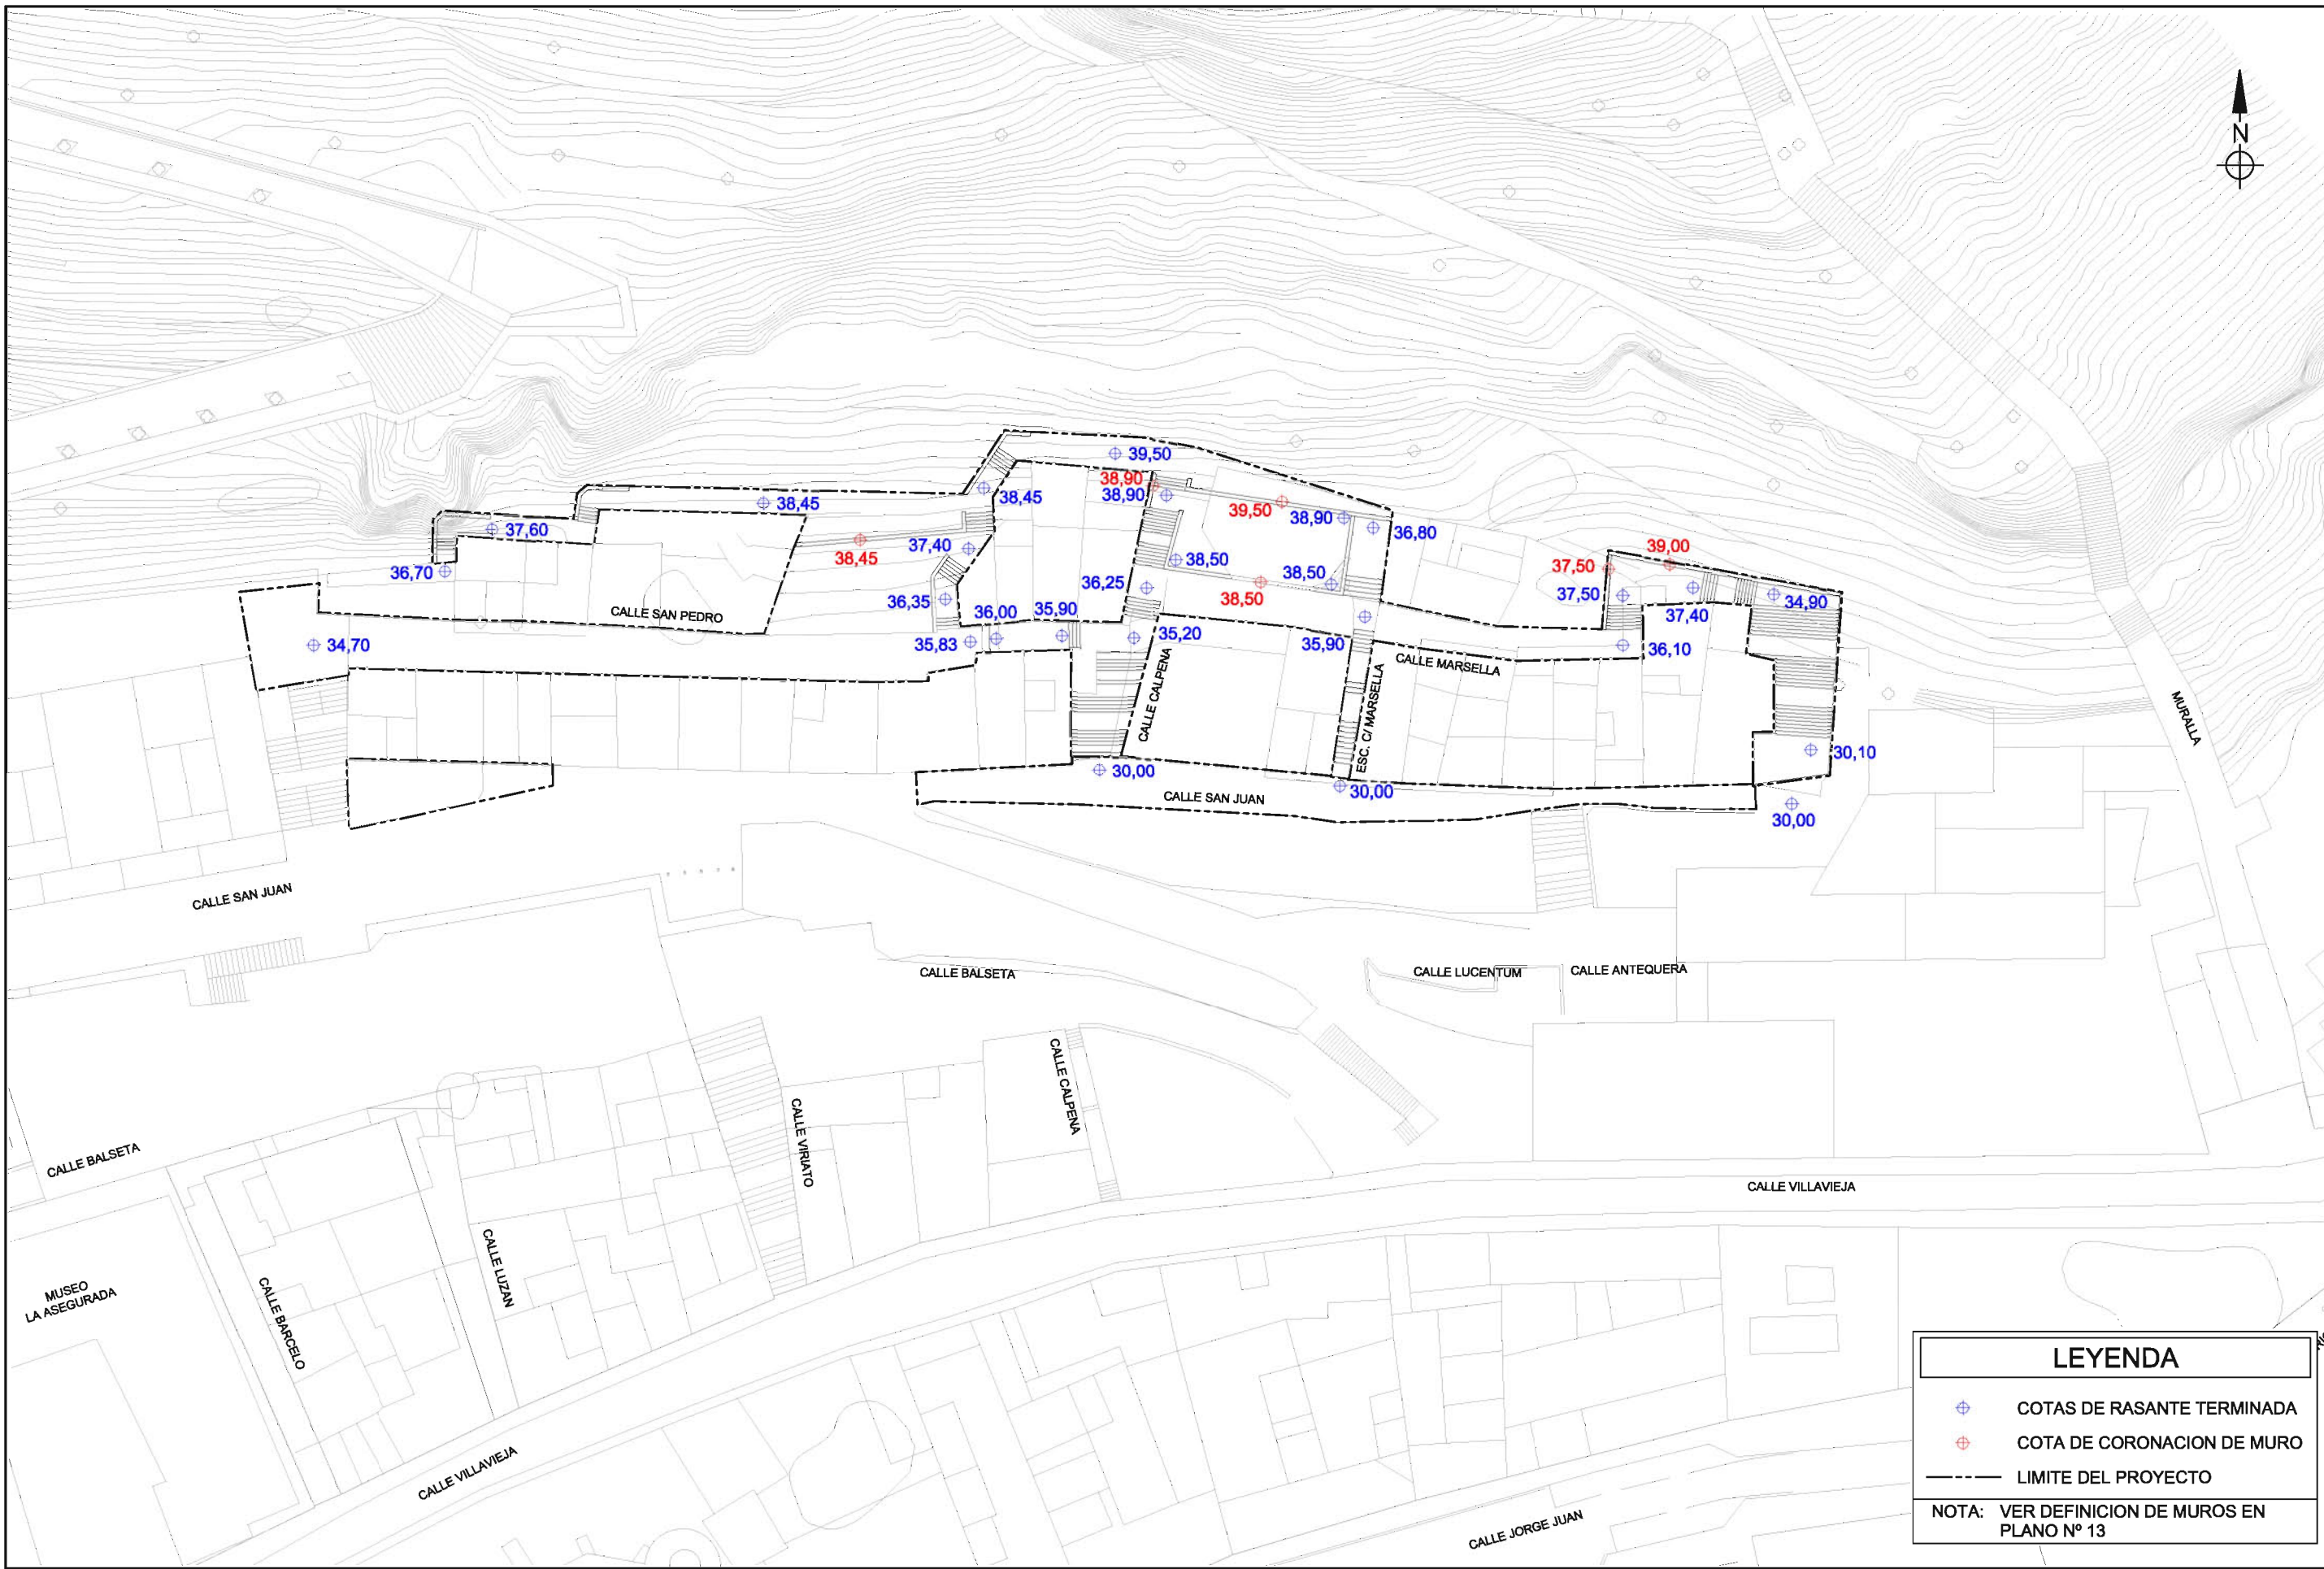 N
39,50
38,90
38,45
38,90
38,45
39,50
38,90
36,80
37,60
37,40
38,45
39,00
37,50
36,70
38,50
38,50
36,25
38,50
37,50
34,90
36,35
36,00
35,90
37,40
CALLE SAN PEDRO
34,70
35,83
35,20
35,90
36,10
CALLE MARSELLA
CALLE CALPENA
ESC. C/ MARSELLA
MURALLA
30,10
30,00
30,00
CALLE SAN JUAN
30,00
CALLE SAN JUAN
CALLE BALSETA
CALLE LUCENTUM
CALLE ANTEQUERA
CALLE CALPENA
CALLE VIRIATO
CALLE BALSETA
CALLE VILLAVIEJA
CALLE LUZAN
MUSEO
LA ASEGURADA
CALLE BARCELO
CALLE VILLAVIEJA
CALLE JORGE JUAN
LEYENDA
COTAS DE RASANTE TERMINADA
COTA DE CORONACION DE MURO
LIMITE DEL PROYECTO
NOTA: VER DEFINICION DE MUROS EN
PLANO Nº 13